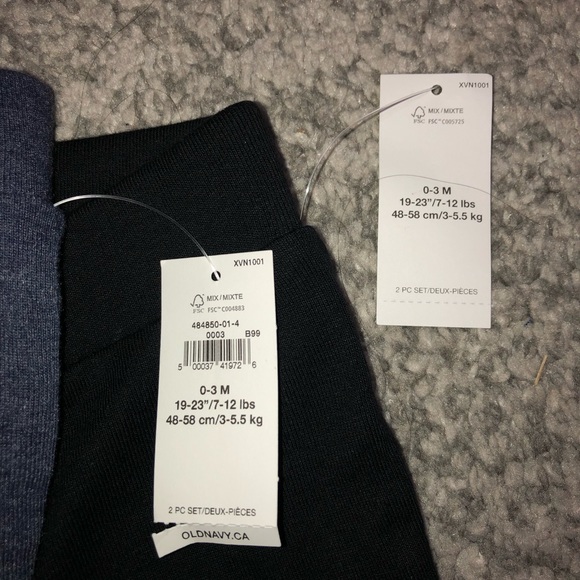 XVN1001
MIX/MIXTE
FSC FSC™ C004883
484850-01-4
0003 B99
5 00037 41972 6
0-3 M
19-23"/7-12 lbs
48-58 cm/3-5.5 kg
2 PC SET/DEUX-PIÈCES
OLDNAVY.CA
XVN1001
MIX/MIXTE
FSC FSC™ C005725
0-3 M
19-23"/7-12 lbs
48-58 cm/3-5.5 kg
2 PC SET/DEUX-PIÈCES